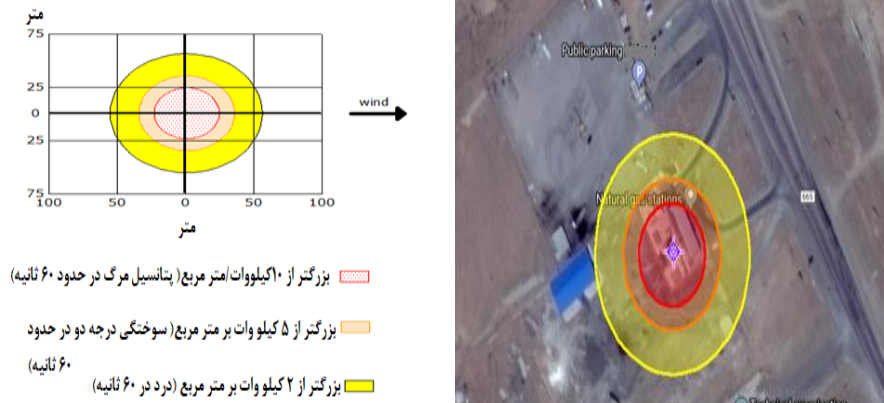 متر
75
25
0
25
75
100
50
0
50
100
متر
wind
بزرگتر از ۱۰کیلووات/متر مربع( پتانسیل مرگ در حدود ۶۰ ثانیه)
بزرگتر از ۵ کیلو وات بر متر مربع( سوختگی درجه دو در حدود
۶۰ ثانیه)
بزرگتر از ۲ کیلو وات بر متر مربع (درد در ۶۰ ثانیه)
Public parking
P
Natural gas stations
665